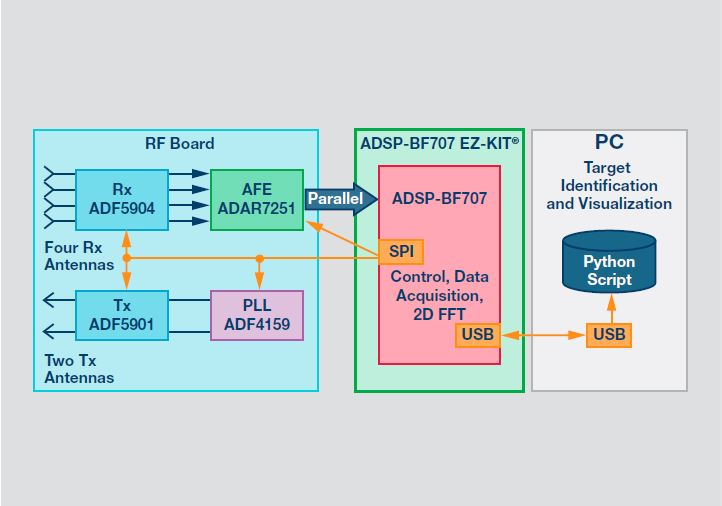 RF Board
Rx
ADF5904
AFE
ADAR7251
Four Rx
Antennas
Tx
ADF5901
PLL
ADF4159
Two Tx
Antennas
Parallel
ADSP-BF707 EZ-KIT®
ADSP-BF707
SPI
Control, Data
Acquisition,
2D FFT
USB
PC
Target
Identification
and Visualization
Python
Script
USB